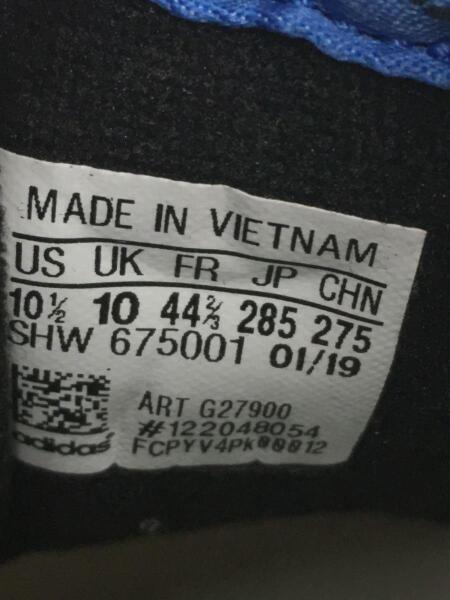 MADE IN VIETNAM
US UK FR JP CHN
10½ 10 44⅔ 285 275
SHW 675001 01/19
ART G27900
#122048054
adidas FCPYV4PK00012